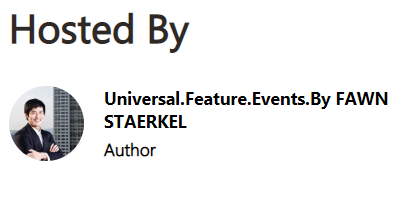 Hosted By
Universal.Feature.Events.By FAWN
STAERKEL
Author